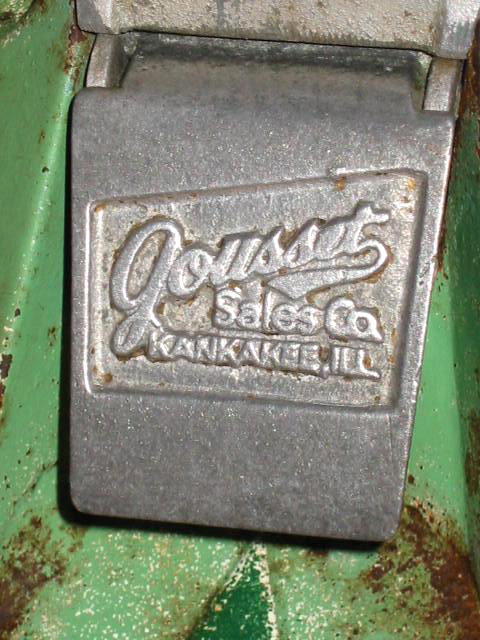 Gousset
Sales Co.
KANKAKEE, ILL.